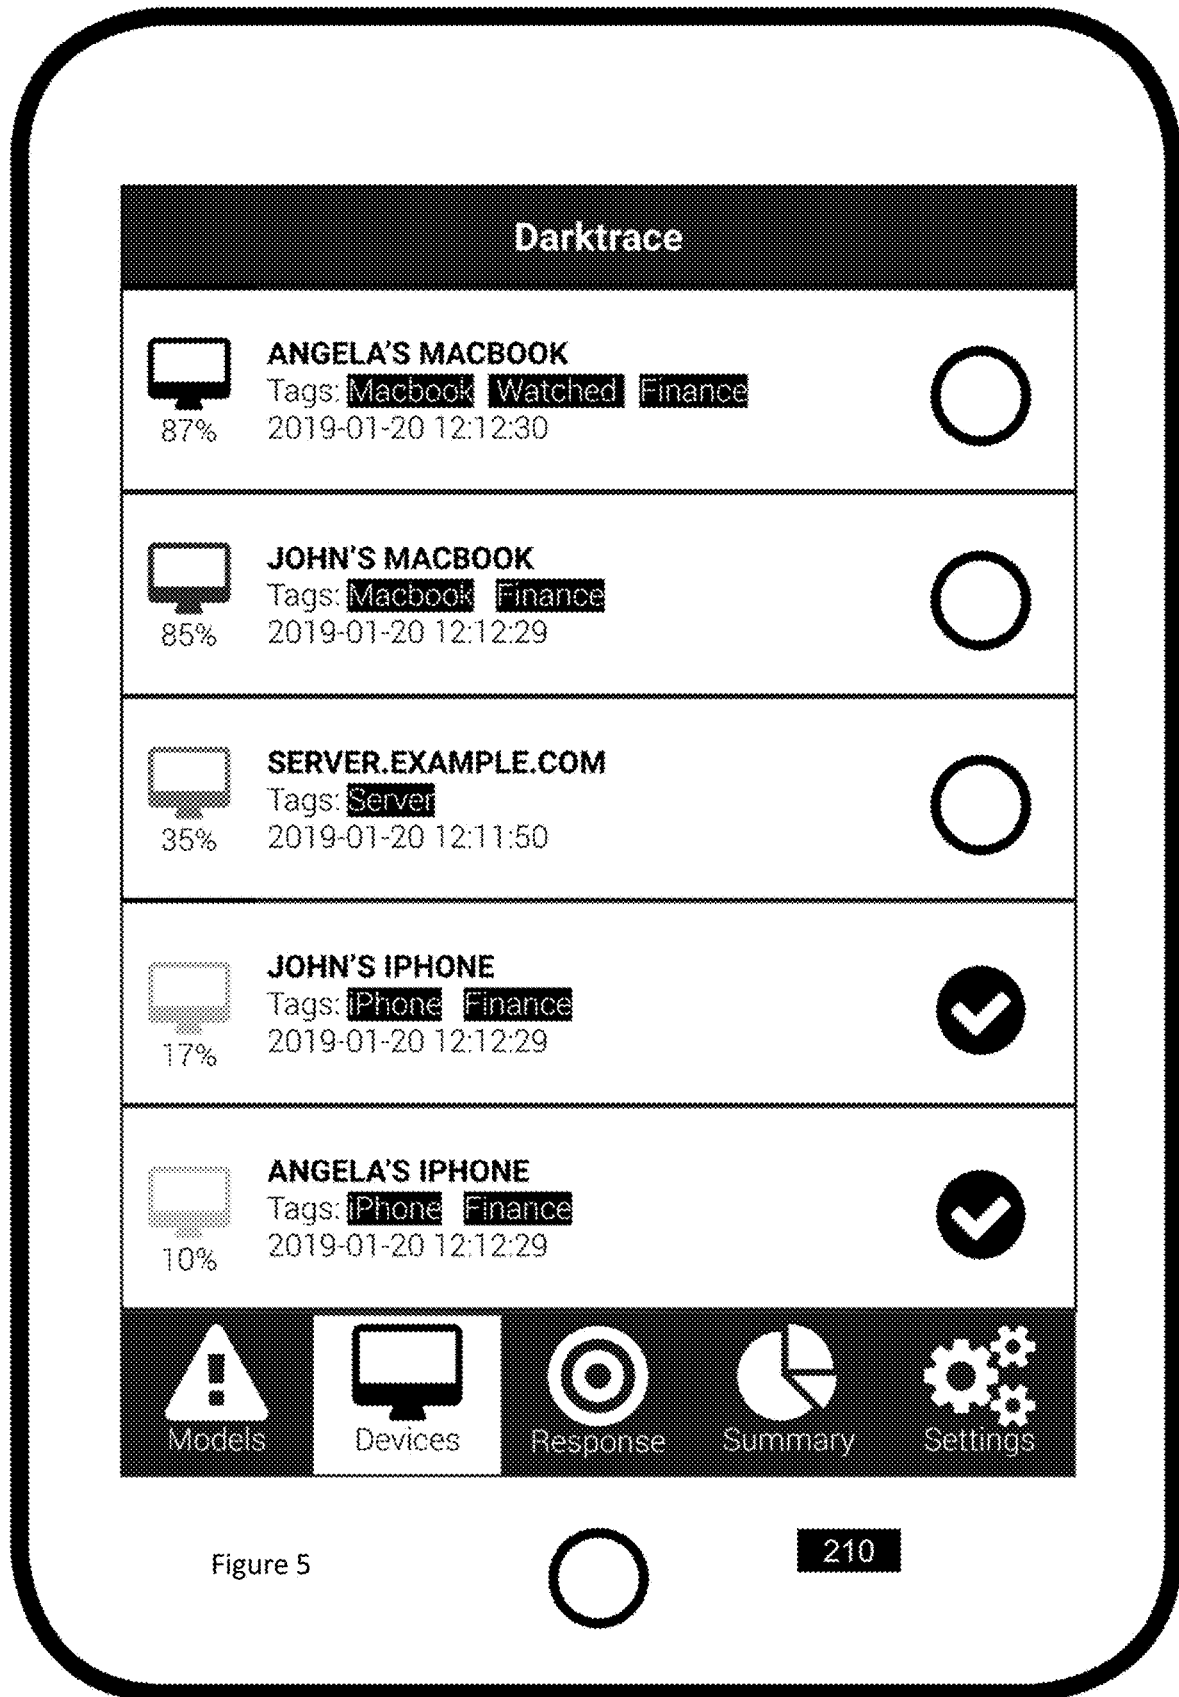 Darktrace
ANGELA'S MACBOOK
Tags: Macbook Watched Finance
87%
2019-01-20 12:12:30
JOHN'S MACBOOK
Tags: Macbook Finance
85%
2019-01-20 12:12:29
SERVER.EXAMPLE.COM
Tags: Server
35%
2019-01-20 12:11:50
JOHN'S IPHONE
Tags: iPhone Finance
17%
2019-01-20 12:12:29
ANGELA'S IPHONE
Tags: iPhone Finance
10%
2019-01-20 12:12:29
Models Devices Response Summary Settings
Figure 5
210